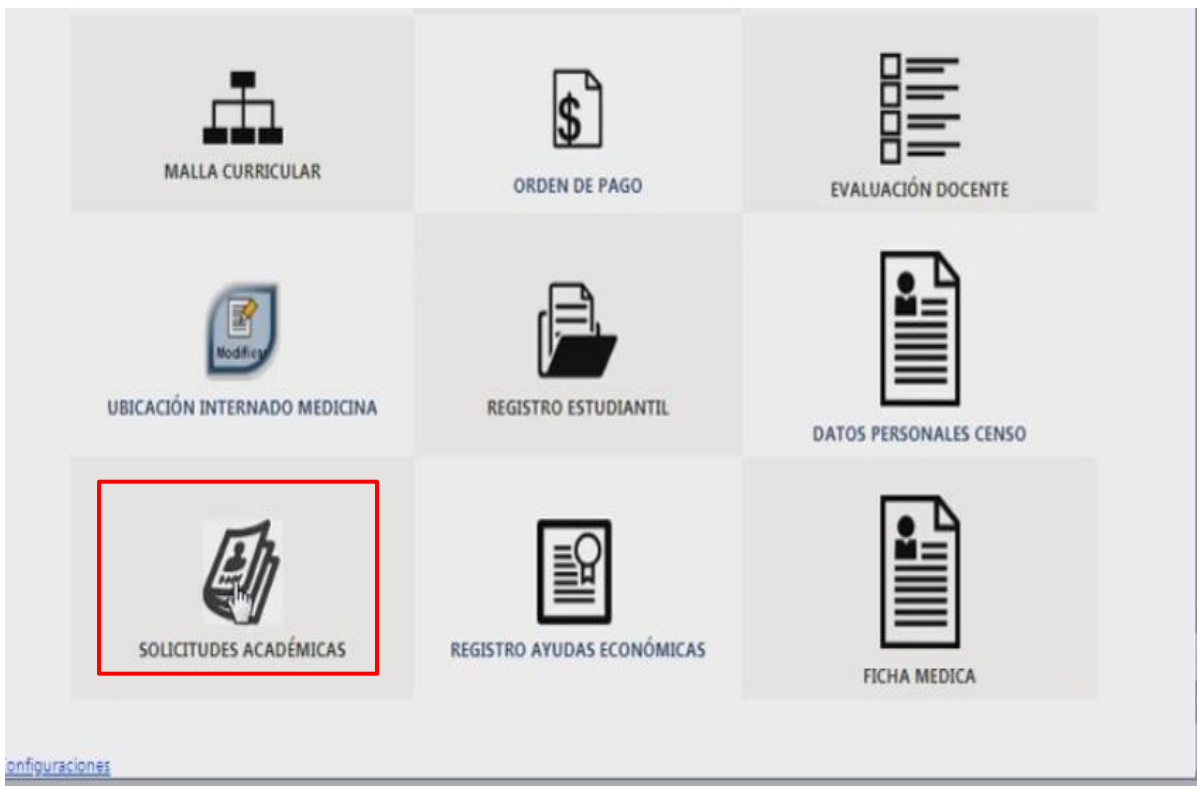 MALLA CURRICULAR
ORDEN DE PAGO
EVALUACIÓN DOCENTE
Modificar
UBICACIÓN INTERNADO MEDICINA
REGISTRO ESTUDIANTIL
DATOS PERSONALES CENSO
SOLICITUDES ACADÉMICAS
REGISTRO AYUDAS ECONÓMICAS
FICHA MEDICA
onfiguraciones